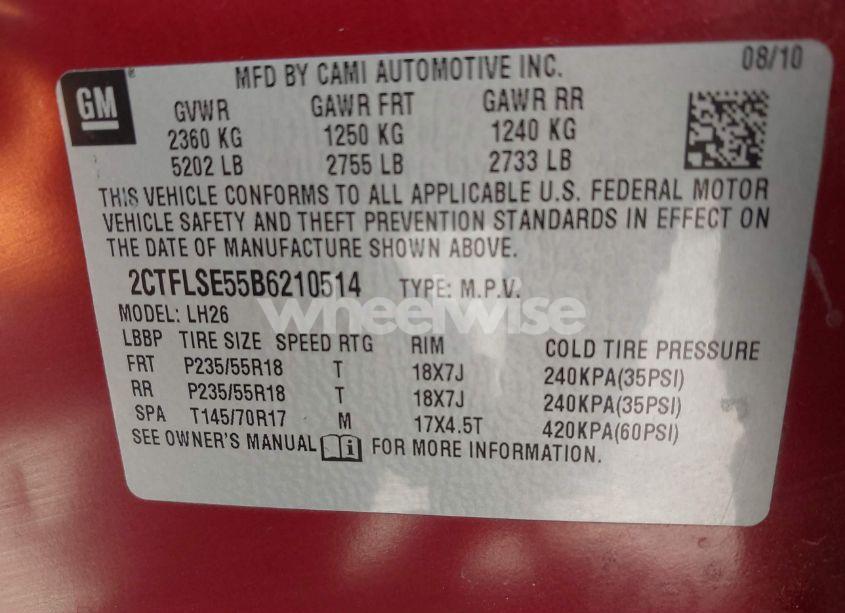 MFD BY CAMI AUTOMOTIVE INC. 08/10
GM
GVWR GAWR FRT GAWR RR
2360 KG 1250 KG 1240 KG
5202 LB 2755 LB 2733 LB
THIS VEHICLE CONFORMS TO ALL APPLICABLE U.S. FEDERAL MOTOR
VEHICLE SAFETY AND THEFT PREVENTION STANDARDS IN EFFECT ON
THE DATE OF MANUFACTURE SHOWN ABOVE.
2CTFLSE55B6210514 TYPE: M.P.V.
wheelwise
MODEL: LH26
LBBP TIRE SIZE SPEED RTG RIM COLD TIRE PRESSURE
FRT P235/55R18 T 18X7J 240KPA(35PSI)
RR P235/55R18 T 18X7J 240KPA(35PSI)
SPA T145/70R17 M 17X4.5T 420KPA(60PSI)
SEE OWNER'S MANUAL i FOR MORE INFORMATION.